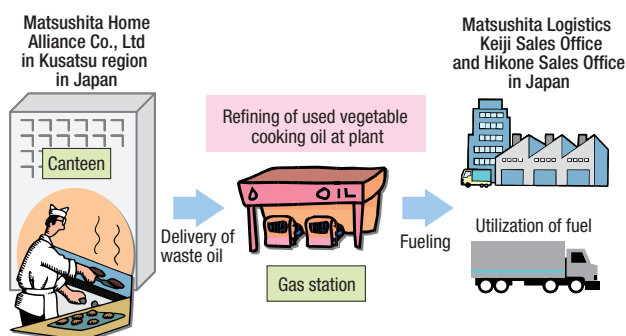 Matsushita Home
Alliance Co., Ltd
in Kusatsu region
in Japan
Canteen
Delivery of
waste oil
Refining of used vegetable
cooking oil at plant
OIL
Gas station
Fueling
Matsushita Logistics
Keiji Sales Office
and Hikone Sales Office
in Japan
Utilization of fuel